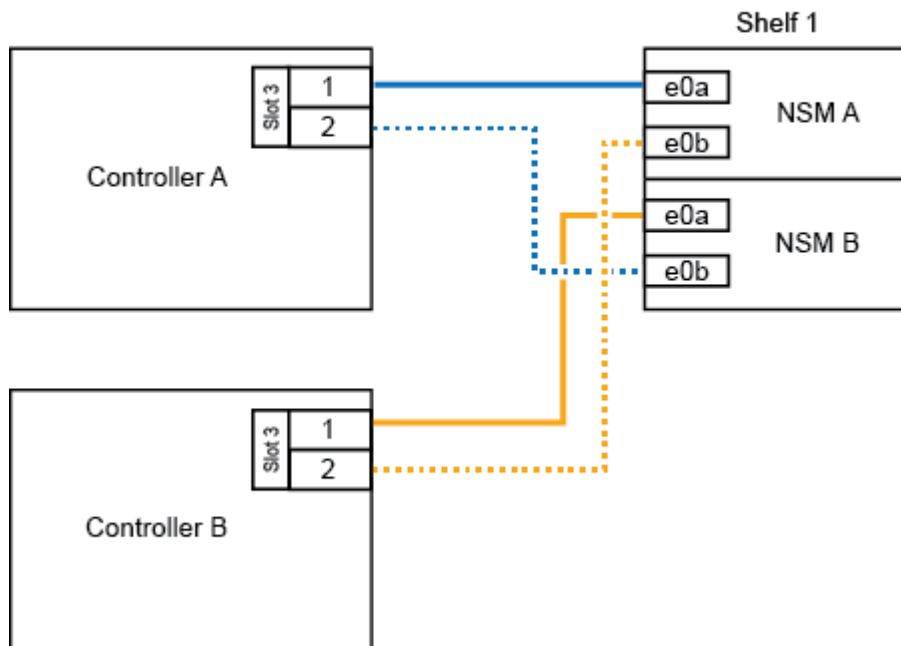 Shelf 1
Slot 3
1
2
Controller A
e0a
NSM A
e0b
e0a
NSM B
e0b
Slot 3
1
2
Controller B